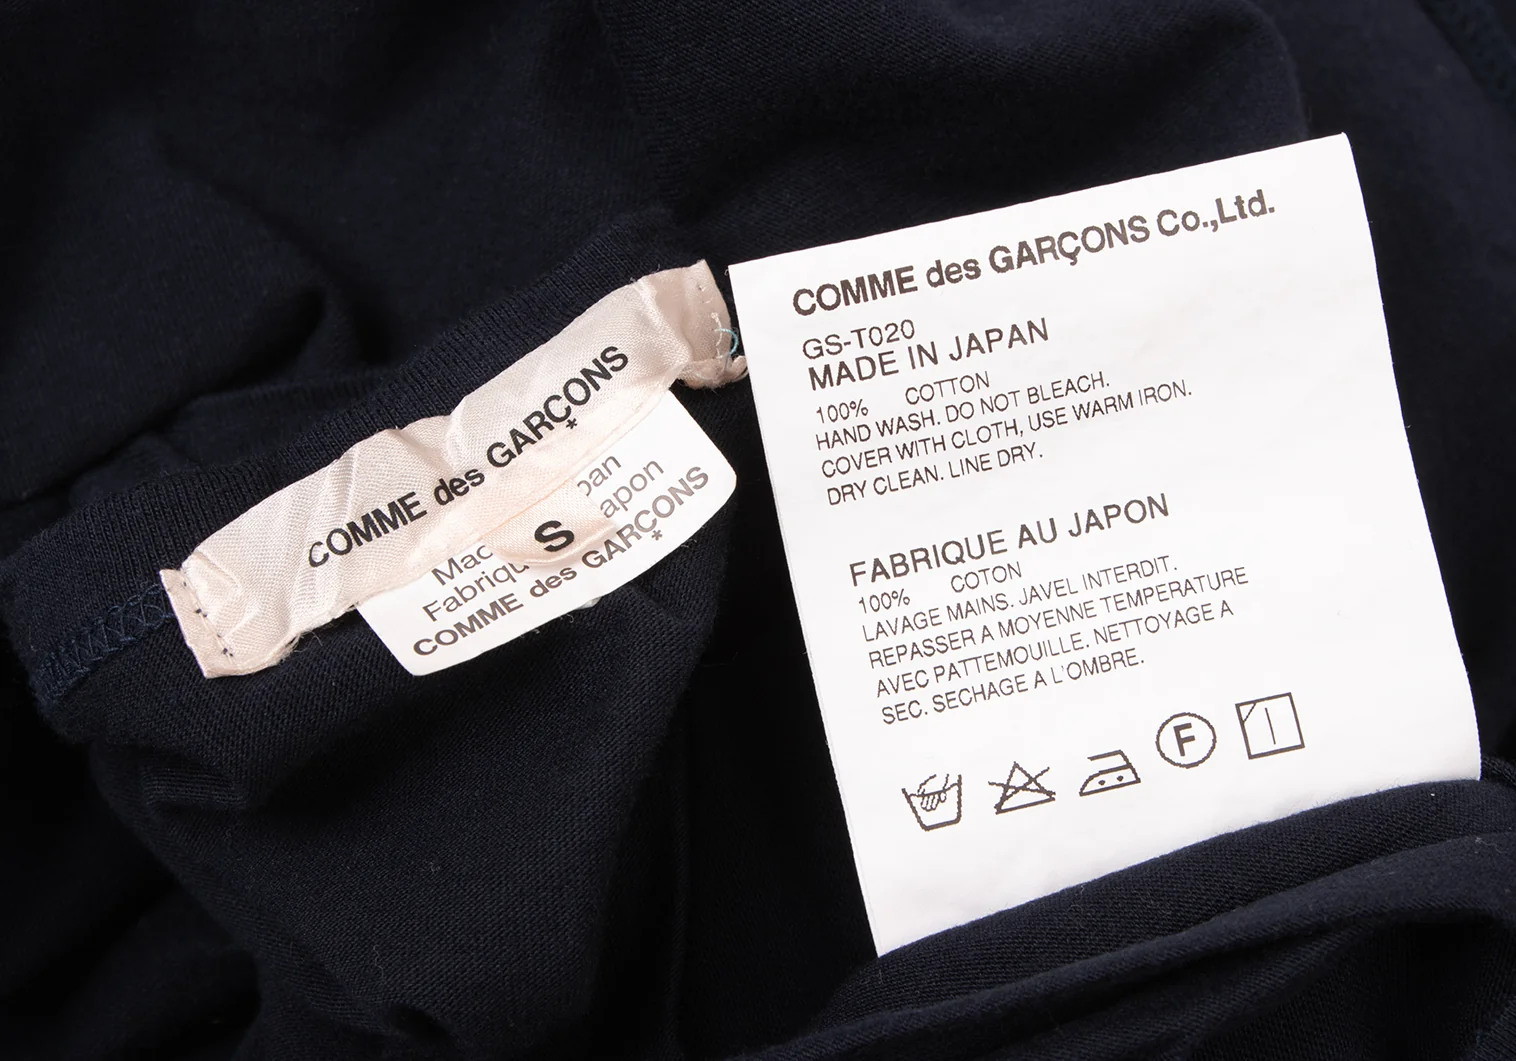 COMME des GARÇONS
S
COMME des GARÇONS
COMME des GARÇONS Co.,Ltd.
GS-T020
MADE IN JAPAN
100% COTTON
HAND WASH. DO NOT BLEACH.
COVER WITH CLOTH, USE WARM IRON.
DRY CLEAN. LINE DRY.
FABRIQUE AU JAPON
100% COTON
LAVAGE MAINS. JAVEL INTERDIT.
REPASSER A MOYENNE TEMPERATURE
AVEC PATTEMOUILLE. NETTOYAGE A
SEC. SECHAGE A L'OMBRE.
F